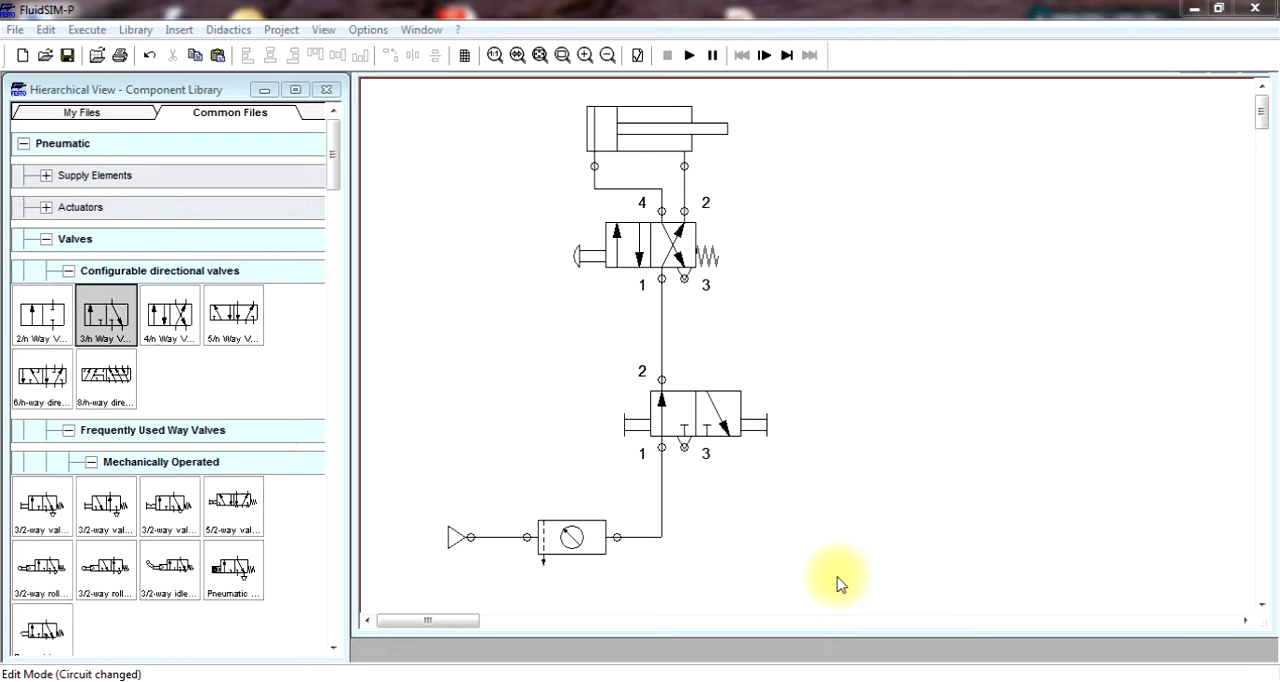 FluidSIM-P
File Edit Execute Library Insert Didactics Project View Options Window ?
Hierarchical View - Component Library
My Files Common Files
Pneumatic
Supply Elements
Actuators
Valves
Configurable directional valves
2/n Way V... 3/n Way V... 4/n Way V... 5/n Way V...
6/n-way dire... 8/n-way dire...
Frequently Used Way Valves
Mechanically Operated
3/2-way val... 3/2-way val... 3/2-way val... 5/2-way val...
3/2-way roll... 3/2-way roll... 3/2-way idle... Pneumatic ...
4 2
1 3
2
1 3
Edit Mode (Circuit changed)